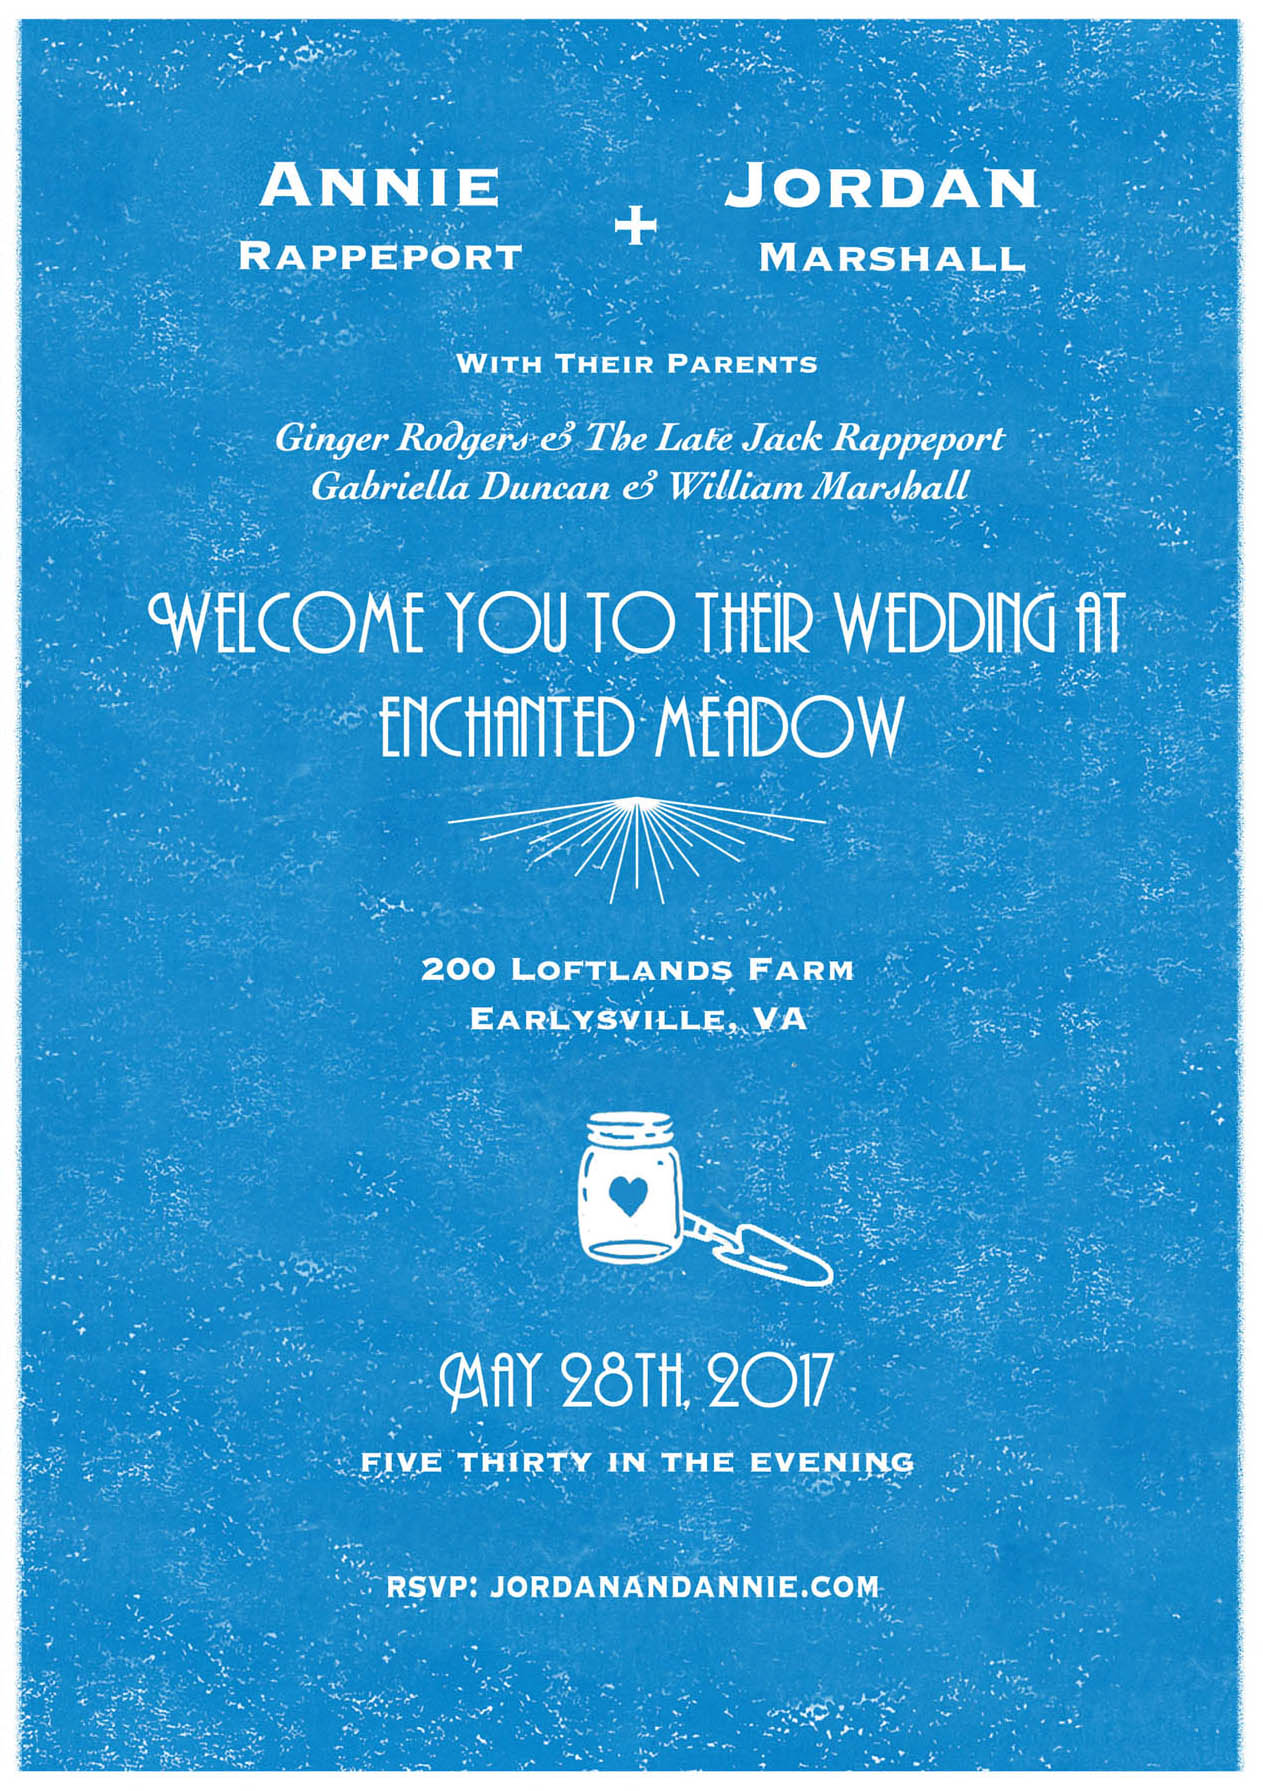 Annie
Rappeport
+
Jordan
Marshall
With Their Parents
Ginger Rodgers & The Late Jack Rappeport
Gabriella Duncan & William Marshall
Welcome you to their wedding at
Enchanted Meadow
200 Loftlands Farm
Earlysville, VA
May 28th, 2017
five thirty in the evening
RSVP: JORDANANDANNIE.COM